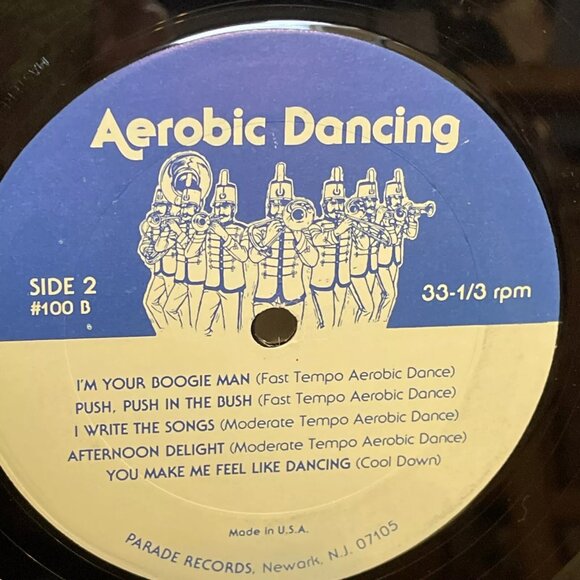 Aerobic Dancing
SIDE 2
#100 B
33-1/3 rpm
I'M YOUR BOOGIE MAN (Fast Tempo Aerobic Dance)
PUSH, PUSH IN THE BUSH (Fast Tempo Aerobic Dance)
I WRITE THE SONGS (Moderate Tempo Aerobic Dance)
AFTERNOON DELIGHT (Moderate Tempo Aerobic Dance)
YOU MAKE ME FEEL LIKE DANCING (Cool Down)
Made In U.S.A.
PARADE RECORDS, Newark, N.J. 07105